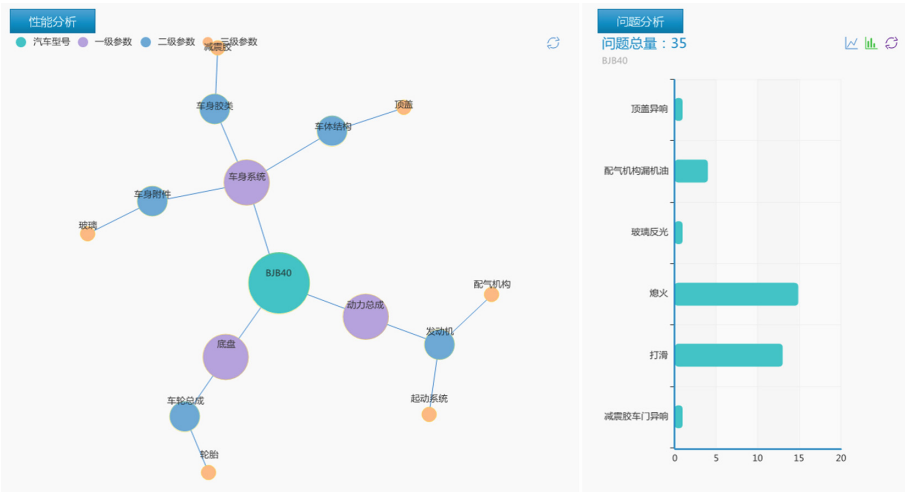 性能分析
汽车型号 一级参数 二级参数 三级参数
减震胶
车身胶类
顶盖
车体结构
车身系统
车身附件
玻璃
BJB40
配气机构
动力总成
发动机
底盘
起动系统
车轮总成
轮胎
问题分析
问题总量：35
BJB40
顶盖异响
配气机构漏机油
玻璃反光
熄火
打滑
减震胶车门异响
0 5 10 15 20